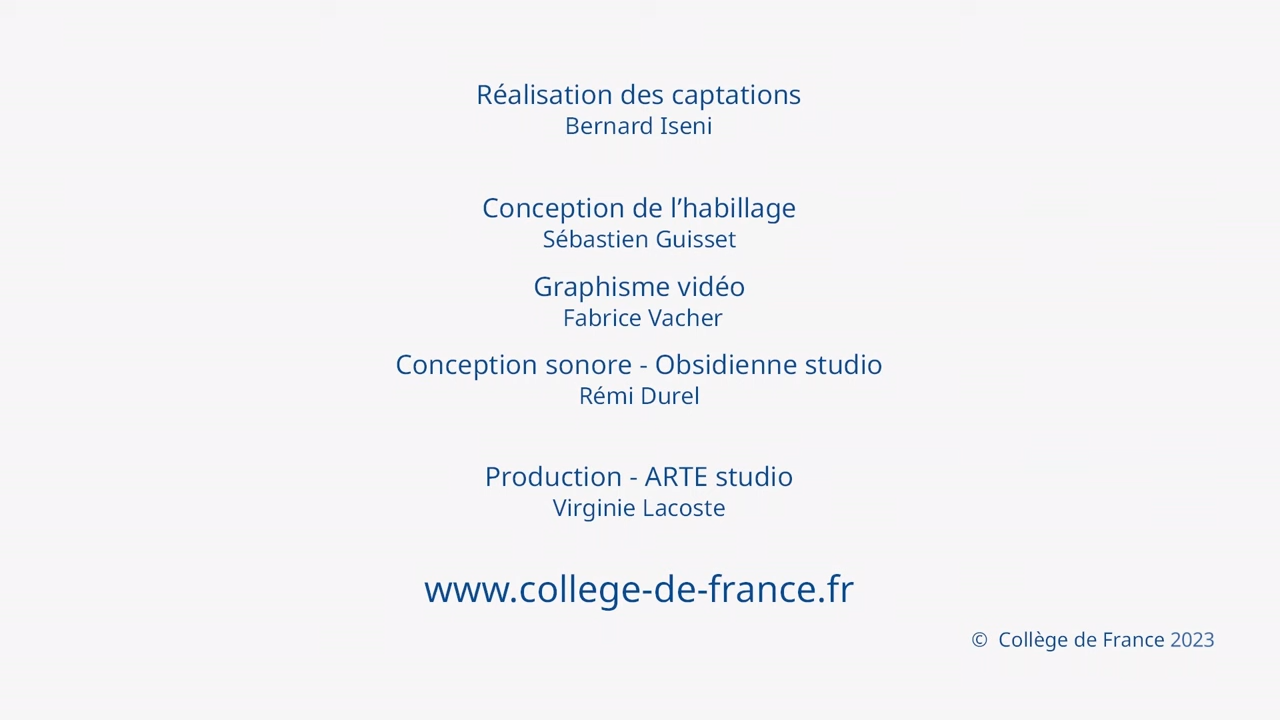 Réalisation des captations
Bernard Iseni
Conception de l’habillage
Sébastien Guisset
Graphisme vidéo
Fabrice Vacher
Conception sonore - Obsidienne studio
Rémi Durel
Production - ARTE studio
Virginie Lacoste
www.college-de-france.fr
© Collège de France 2023